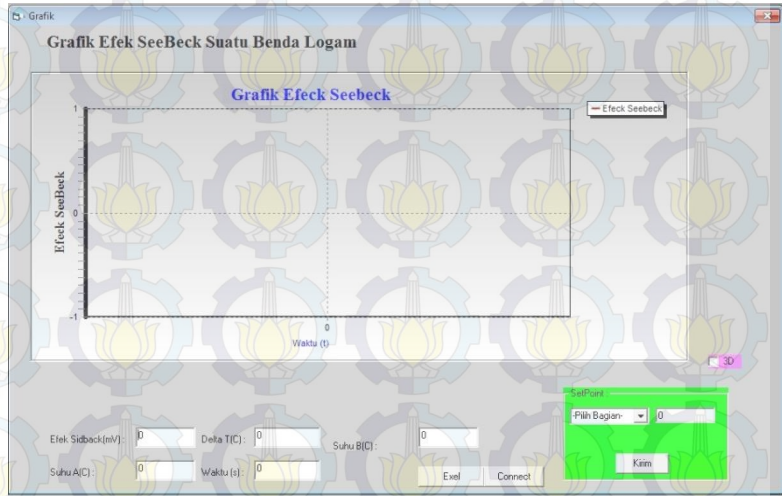 Grafik
Grafik Efek SeeBeck Suatu Benda Logam
Grafik Efeck Seebeck
Efeck Seebeck
Efeck SeeBeck
1
0
-1
0
Waktu (t)
3D
SetPoint :
-Pilih Bagian- 0
Kirim
Efek Sidback(mV) : 0 Delta T(C) : 0 Suhu B(C) : 0
Suhu A(C) : 0 Waktu (s) : 0
Exel Connect